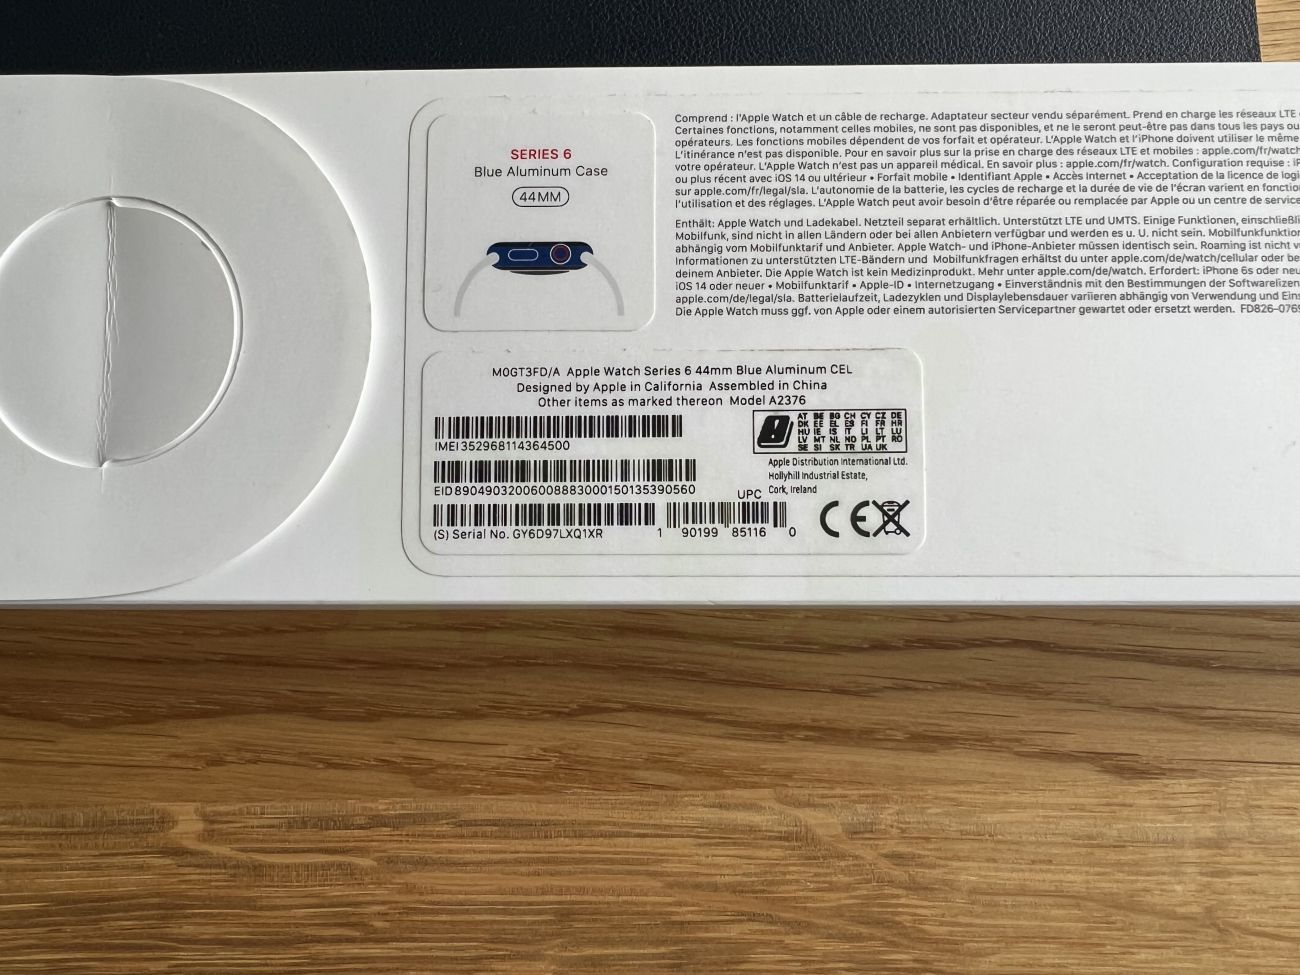 SERIES 6
Blue Aluminum Case
44MM
Comprend : l'Apple Watch et un câble de recharge. Adaptateur secteur vendu séparément. Prend en charge les réseaux LTE
Certaines fonctions, notamment celles mobiles, ne sont pas disponibles, et ne le seront peut-être pas dans tous les pays ou
opérateurs. Les fonctions mobiles dépendent de vos forfait et opérateur. L'Apple Watch et l'iPhone doivent utiliser le même
L'itinérance n'est pas disponible. Pour en savoir plus sur la prise en charge des réseaux LTE et mobiles : apple.com/fr/watch
votre opérateur. L'Apple Watch n'est pas un appareil médical. En savoir plus : apple.com/fr/watch. Configuration requise : iP
ou plus récent avec iOS 14 ou ultérieur • Forfait mobile • Identifiant Apple • Accès Internet • Acceptation de la licence de logi
sur apple.com/fr/legal/sla. L'autonomie de la batterie, les cycles de recharge et la durée de vie de l'écran varient en fonctio
l'utilisation et des réglages. L'Apple Watch peut avoir besoin d'être réparée ou remplacée par Apple ou un centre de service
Enthält: Apple Watch und Ladekabel. Netzteil separat erhältlich. Unterstützt LTE und UMTS. Einige Funktionen, einschließli
Mobilfunk, sind nicht in allen Ländern oder bei allen Anbietern verfügbar und werden es u. U. nicht sein. Mobilfunkfunktion
abhängig vom Mobilfunktarif und Anbieter. Apple Watch- und iPhone-Anbieter müssen identisch sein. Roaming ist nicht v
Informationen zu unterstützten LTE-Bändern und Mobilfunkfragen erhältst du unter apple.com/de/watch/cellular oder be
deinem Anbieter. Die Apple Watch ist kein Medizinprodukt. Mehr unter apple.com/de/watch. Erfordert: iPhone 6s oder neu
iOS 14 oder neuer • Mobilfunktarif • Apple-ID • Internetzugang • Einverständnis mit den Bestimmungen der Softwarelizen
apple.com/de/legal/sla. Batterielaufzeit, Ladezyklen und Displaylebensdauer variieren abhängig von Verwendung und Eins
Die Apple Watch muss ggf. von Apple oder einem autorisierten Servicepartner gewartet oder ersetzt werden. FD826-0769
M0GT3FD/A Apple Watch Series 6 44mm Blue Aluminum CEL
Designed by Apple in California Assembled in China
Other items as marked thereon Model A2376
IMEI 352968114364500
EID 89049032006008883000150135390560
(S) Serial No. GY6D97LXQ1XR
UPC
1 90199 85116 0
AT BE BG CH CY CZ DE
DK EE EL ES FI FR HR
HU IE IS IT LI LT LU
LV MT NL NO PL PT RO
SE SI SK TR UA UK
Apple Distribution International Ltd.
Hollyhill Industrial Estate,
Cork, Ireland
CE